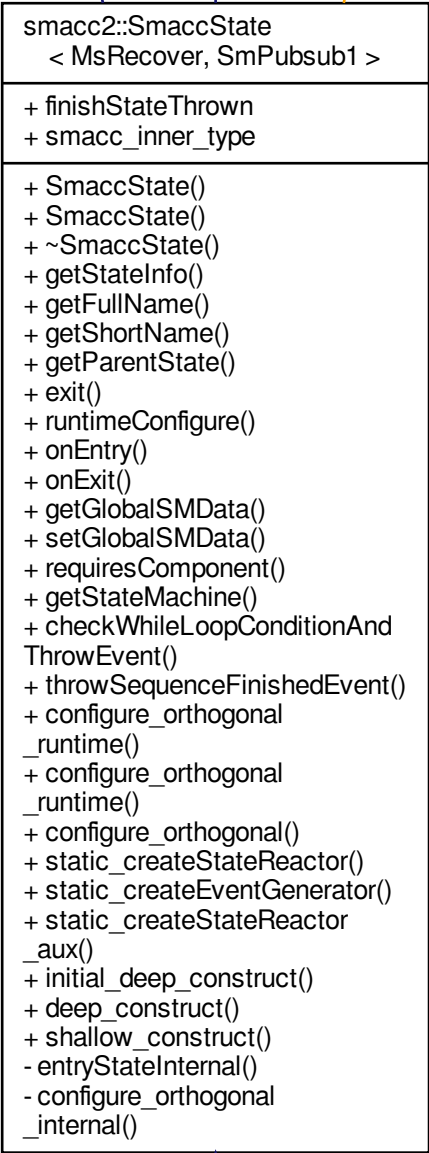 smacc2::SmaccState
< MsRecover, SmPubsub1 >
+ finishStateThrown
+ smacc_inner_type
+ SmaccState()
+ SmaccState()
+ ~SmaccState()
+ getStateInfo()
+ getFullName()
+ getShortName()
+ getParentState()
+ exit()
+ runtimeConfigure()
+ onEntry()
+ onExit()
+ getGlobalSMData()
+ setGlobalSMData()
+ requiresComponent()
+ getStateMachine()
+ checkWhileLoopConditionAnd
ThrowEvent()
+ throwSequenceFinishedEvent()
+ configure_orthogonal
_runtime()
+ configure_orthogonal
_runtime()
+ configure_orthogonal()
+ static_createStateReactor()
+ static_createEventGenerator()
+ static_createStateReactor
_aux()
+ initial_deep_construct()
+ deep_construct()
+ shallow_construct()
- entryStateInternal()
- configure_orthogonal
_internal()